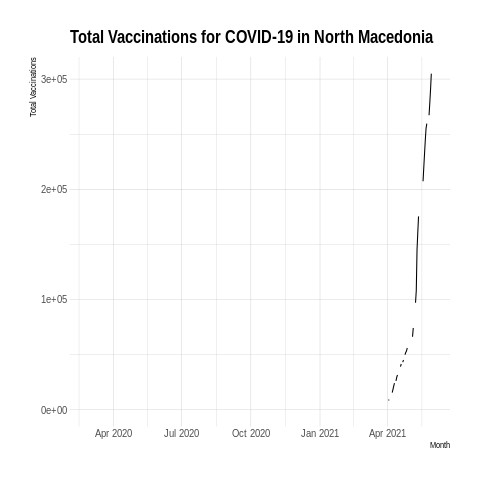 Total Vaccinations for COVID-19 in North Macedonia
Total Vaccinations
3e+05
2e+05
1e+05
0e+00
Apr 2020 Jul 2020 Oct 2020 Jan 2021 Apr 2021
Month